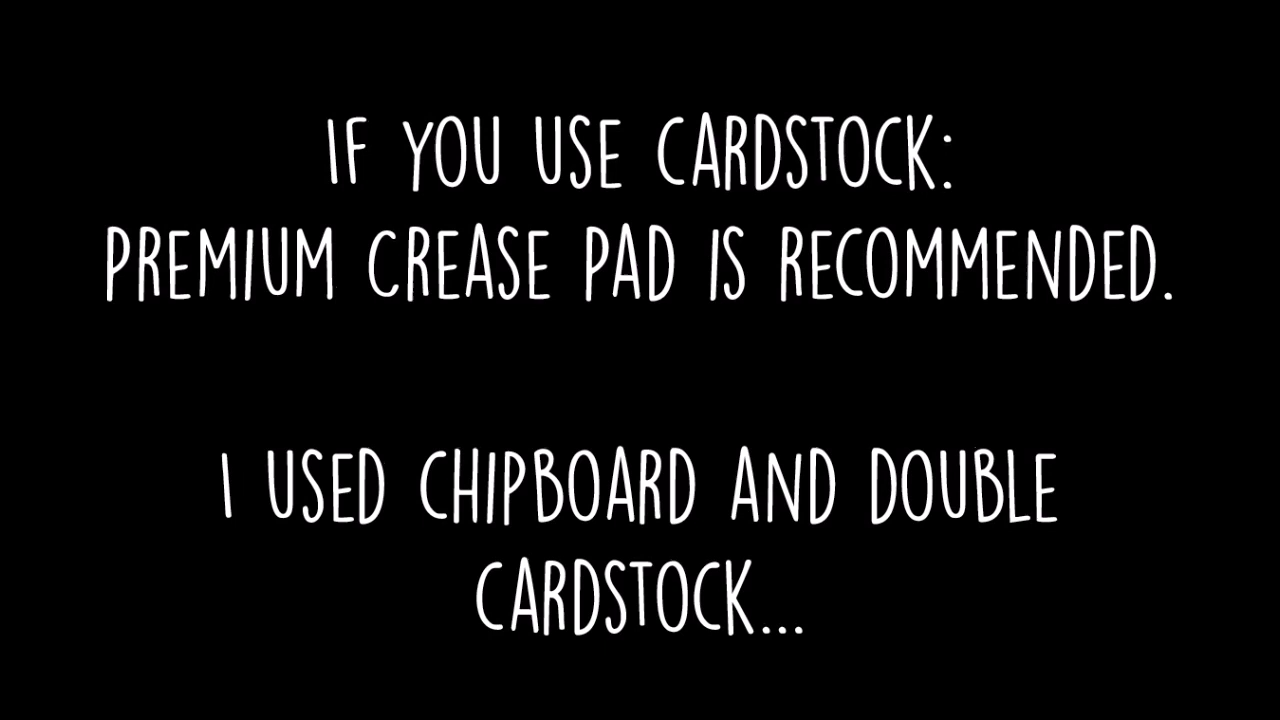 IF YOU USE CARDSTOCK:
PREMIUM CREASE PAD IS RECOMMENDED.
I USED CHIPBOARD AND DOUBLE
CARDSTOCK...